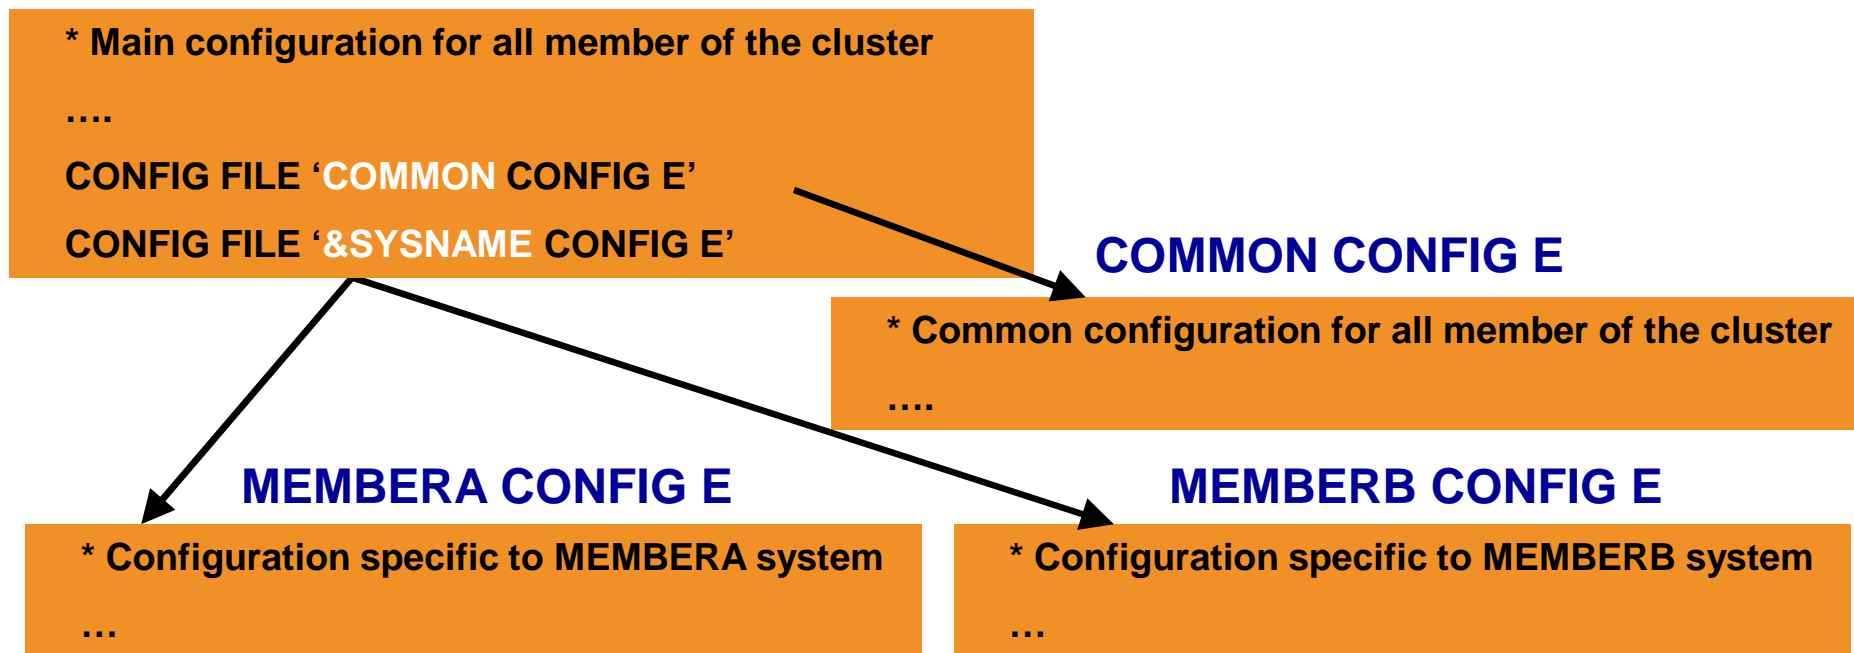 * Main configuration for all member of the cluster
….
CONFIG FILE ‘COMMON CONFIG E’
CONFIG FILE ‘&SYSNAME CONFIG E’
COMMON CONFIG E
* Common configuration for all member of the cluster
….
MEMBERA CONFIG E
* Configuration specific to MEMBERA system
…
MEMBERB CONFIG E
* Configuration specific to MEMBERB system
…